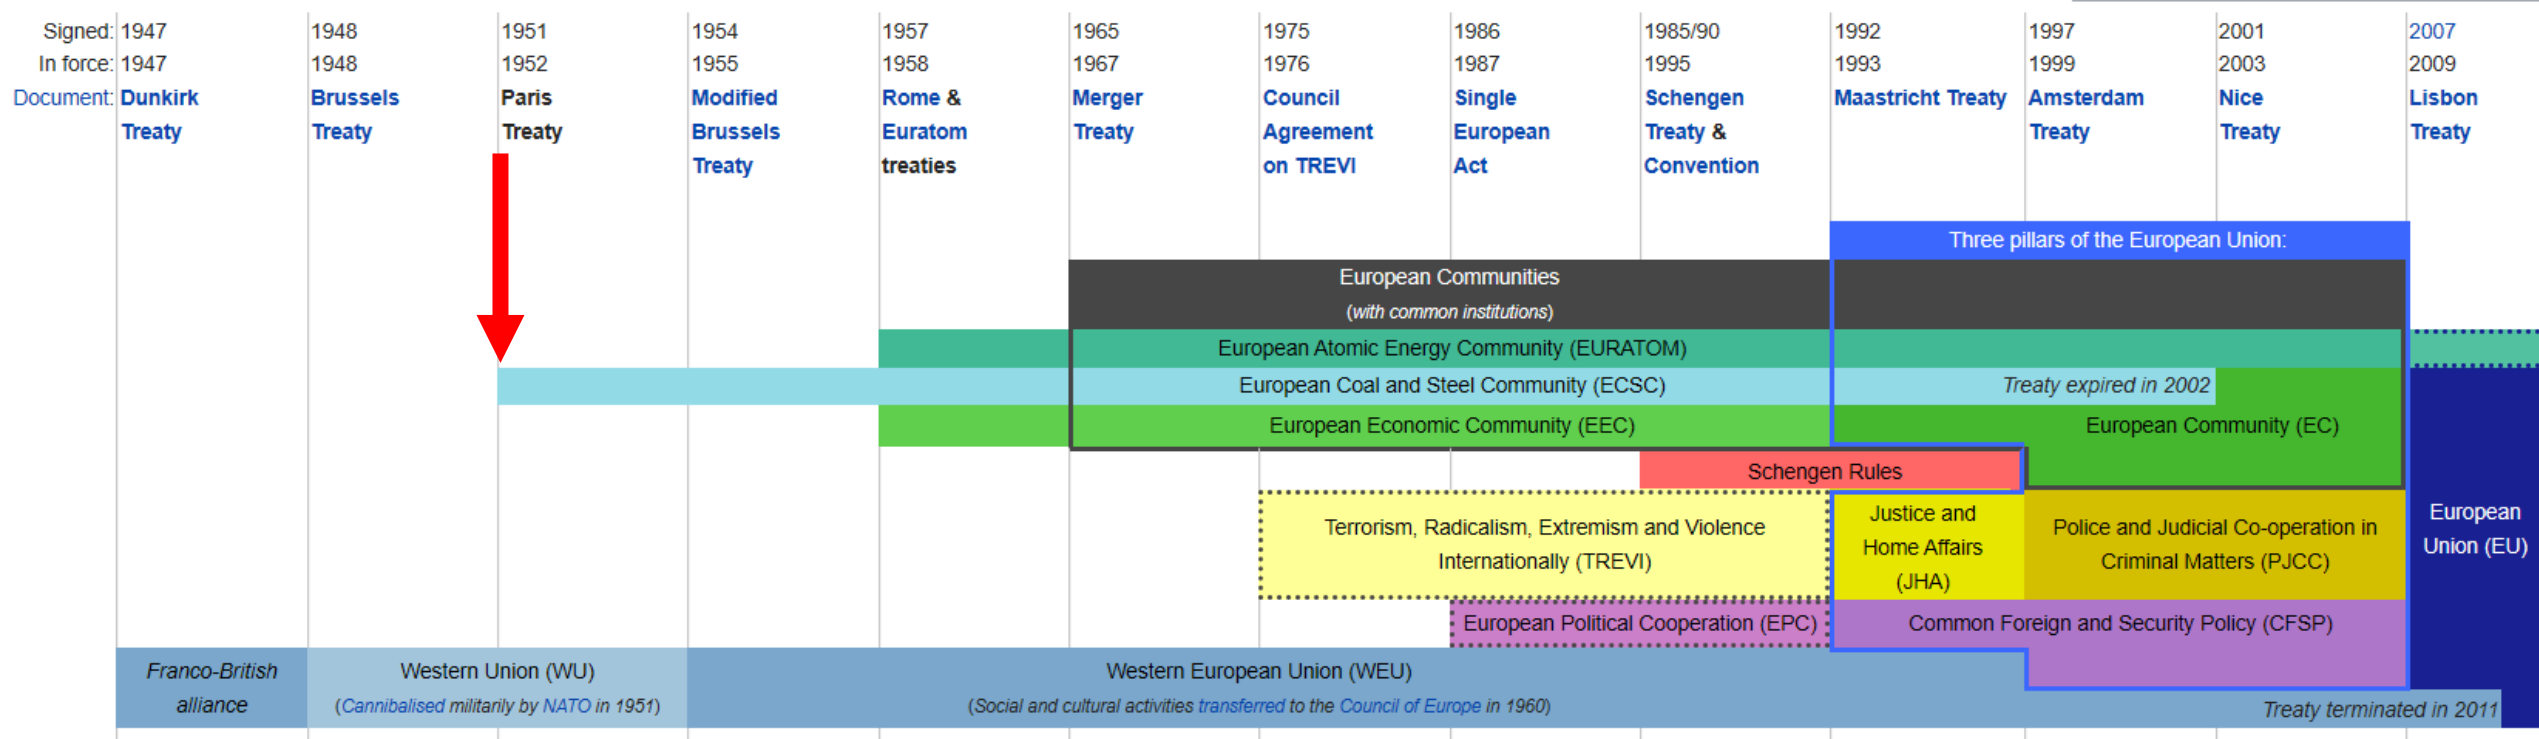 Signed: 1947 1948 1951 1954 1957 1965 1975 1986 1985/90 1992 1997 2001 2007
In force: 1947 1948 1952 1955 1958 1967 1976 1987 1995 1993 1999 2003 2009
Document: Dunkirk Brussels Paris Modified Rome & Merger Council Single Schengen Maastricht Treaty Amsterdam Nice Lisbon
Treaty Treaty Treaty Brussels Euratom Treaty Agreement European Treaty & Treaty Treaty Treaty
Treaty treaties on TREVI Act Convention
Three pillars of the European Union:
European Communities
(with common institutions)
European Atomic Energy Community (EURATOM)
European Coal and Steel Community (ECSC) Treaty expired in 2002
European Economic Community (EEC) European Community (EC)
Schengen Rules
Terrorism, Radicalism, Extremism and Violence
Internationally (TREVI)
Justice and
Home Affairs
(JHA)
Police and Judicial Co-operation in
Criminal Matters (PJCC)
European
Union (EU)
European Political Cooperation (EPC) Common Foreign and Security Policy (CFSP)
Franco-British
alliance
Western Union (WU)
(Cannibalised militarily by NATO in 1951)
Western European Union (WEU)
(Social and cultural activities transferred to the Council of Europe in 1960)
Treaty terminated in 2011